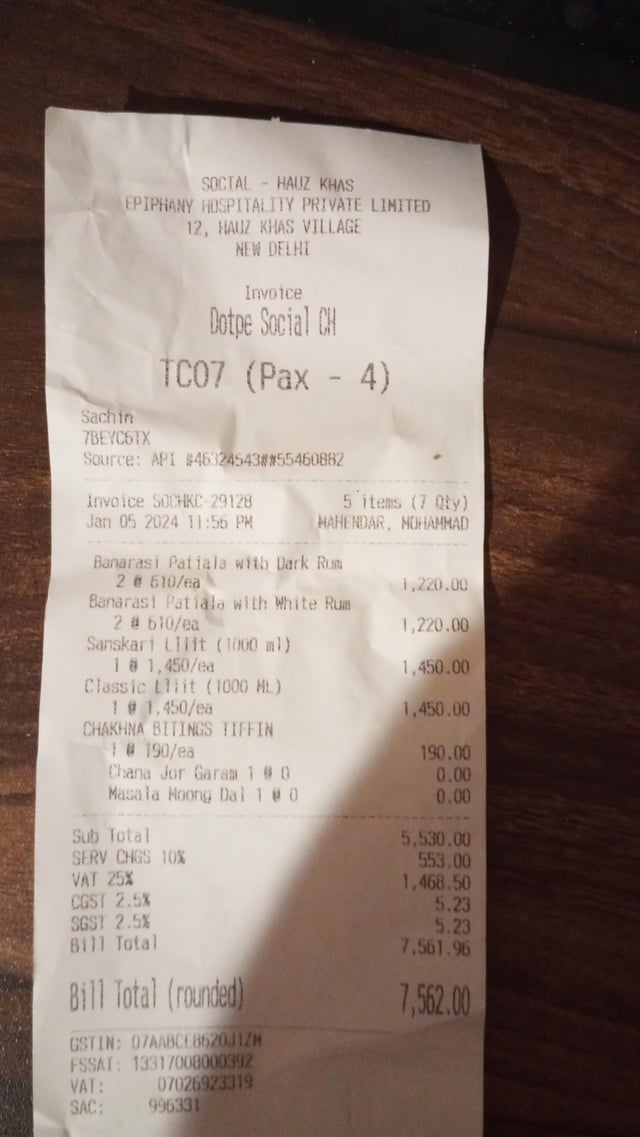 SOCIAL - HAUZ KHAS
EPIPHANY HOSPITALITY PRIVATE LIMITED
12, HAUZ KHAS VILLAGE
NEW DELHI
Invoice
Dotpe Social CH
TC07 (Pax - 4)
Sachin
7BEYC6TX
Source: API #46324543##55460882
Invoice SOCHKC-29128 5 items (7 Qty)
Jan 05 2024 11:56 PM MAHENDAR, MOHAMMAD
Banarasi Patiala with Dark Rum
2 @ 610/ea 1,220.00
Banarasi Patiala with White Rum
2 @ 610/ea 1,220.00
Sanskari Lliit (1000 ml)
1 @ 1,450/ea 1,450.00
Classic Lliit (1000 ML)
1 @ 1,450/ea 1,450.00
CHAKHNA BITINGS TIFFIN
1 @ 190/ea 190.00
Chana Jor Garam 1 @ 0 0.00
Masala Moong Dal 1 @ 0 0.00
Sub Total 5,530.00
SERV CHGS 10% 553.00
VAT 25% 1,468.50
CGST 2.5% 5.23
SGST 2.5% 5.23
Bill Total 7,561.96
Bill Total (rounded) 7,562.00
GSTIN: 07AABCE8620J1ZM
FSSAI: 13317008000392
VAT: 07026923319
SAC: 996331